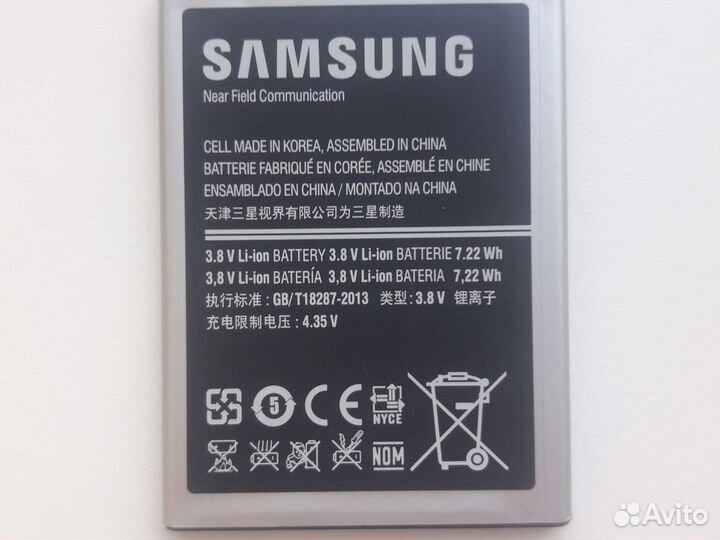 SAMSUNG
Near Field Communication
CELL MADE IN KOREA, ASSEMBLED IN CHINA
BATTERIE FABRIQUÉ EN CORÉE, ASSEMBLÉ EN CHINE
ENSAMBLADO EN CHINA / MONTADO NA CHINA
天津三星视界有限公司为三星制造
3.8 V Li-ion BATTERY 3.8 V Li-ion BATTERIE 7.22 Wh
3,8 V Li-ion BATERÍA 3,8 V Li-ion BATERIA 7,22 Wh
执行标准: GB/T18287-2013 类型: 3.8 V 锂离子
充电限制电压: 4.35 V
5 CE NYCE
NOM
Avito